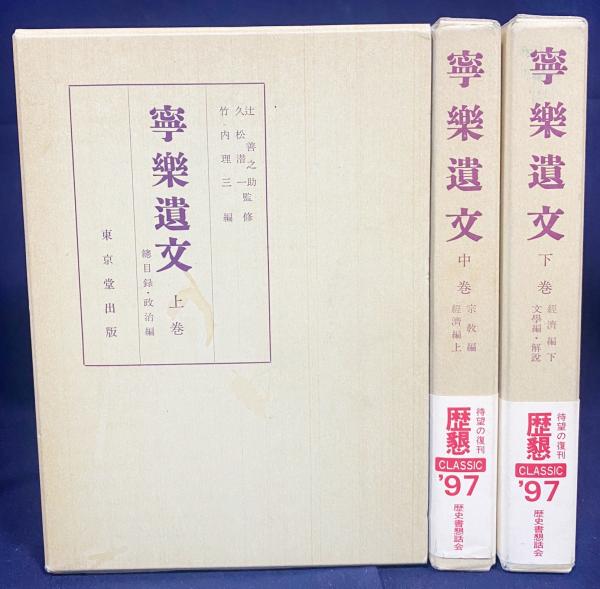 辻善之助
久松潜一監修
竹内理三編
寧樂遺文
上巻
總目録・政治編
東京堂出版
寧樂遺文
中巻
宗教編
經濟編上
待望の復刊
歴懇
CLASSIC
'97
歴史書懇話会
寧樂遺文
下巻
經濟編下
文學編・解説
待望の復刊
歴懇
CLASSIC
'97
歴史書懇話会